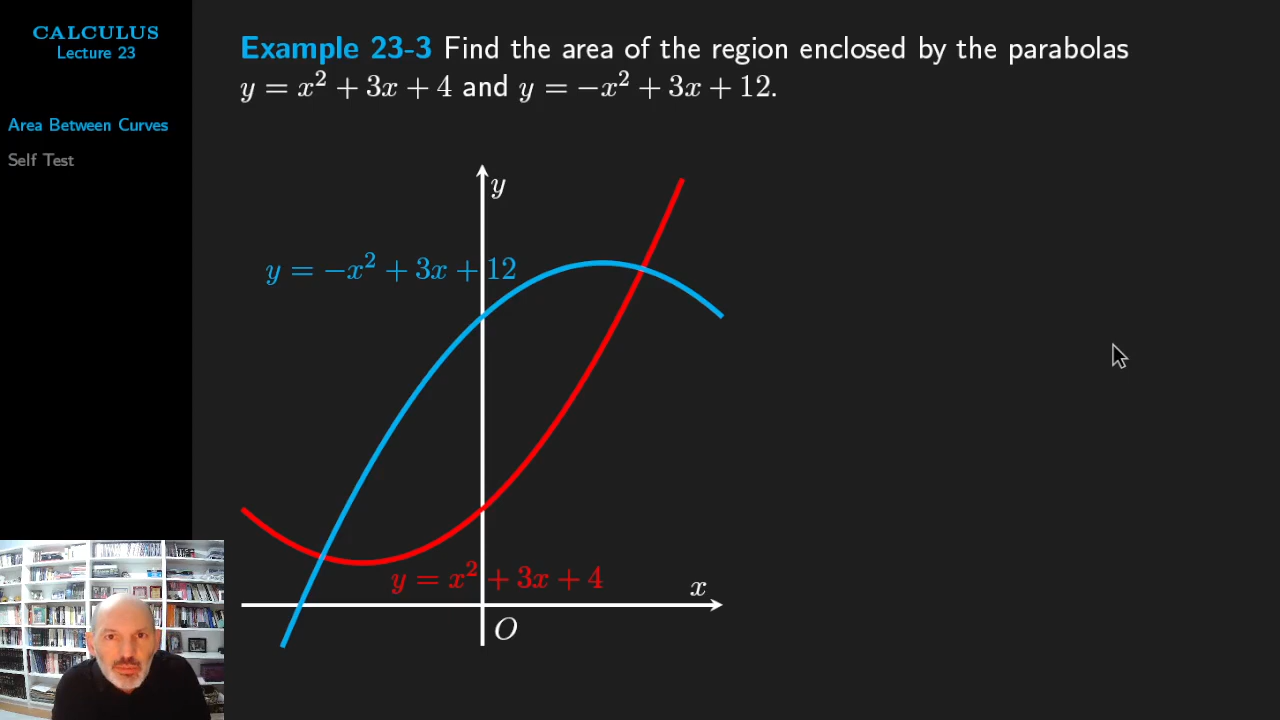 CALCULUS
Lecture 23
Area Between Curves
Self Test
Example 23-3 Find the area of the region enclosed by the parabolas
y = x² + 3x + 4 and y = −x² + 3x + 12.
y
y = −x² + 3x + 12
y = x² + 3x + 4
x
O